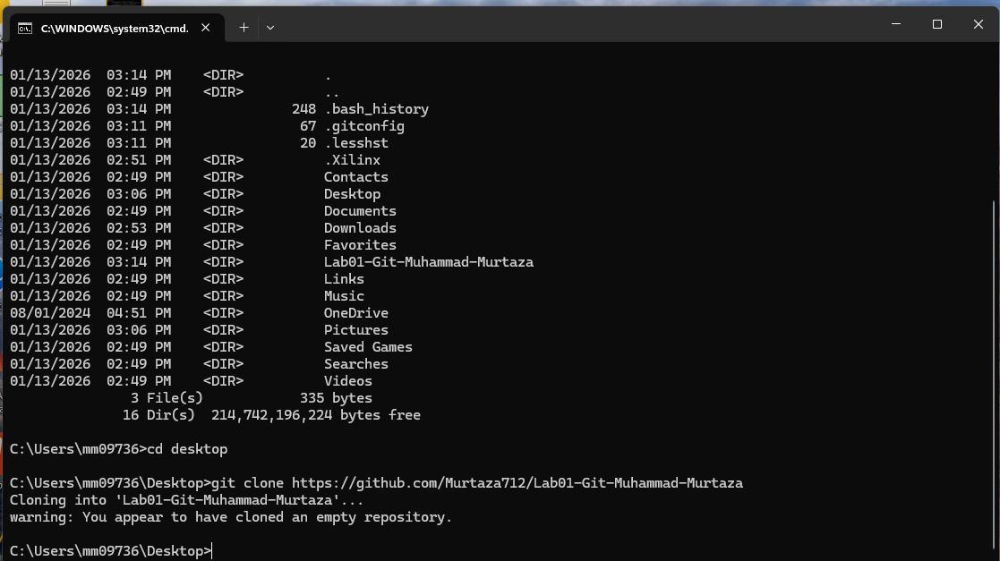 C:\WINDOWS\system32\cmd.
01/13/2026  03:14 PM    <DIR>          .
01/13/2026  02:49 PM    <DIR>          ..
01/13/2026  03:14 PM               248 .bash_history
01/13/2026  03:11 PM                67 .gitconfig
01/13/2026  03:11 PM                20 .lesshst
01/13/2026  02:51 PM    <DIR>          .Xilinx
01/13/2026  02:49 PM    <DIR>          Contacts
01/13/2026  03:06 PM    <DIR>          Desktop
01/13/2026  02:49 PM    <DIR>          Documents
01/13/2026  02:53 PM    <DIR>          Downloads
01/13/2026  02:49 PM    <DIR>          Favorites
01/13/2026  03:14 PM    <DIR>          Lab01-Git-Muhammad-Murtaza
01/13/2026  02:49 PM    <DIR>          Links
01/13/2026  02:49 PM    <DIR>          Music
08/01/2024  04:51 PM    <DIR>          OneDrive
01/13/2026  03:06 PM    <DIR>          Pictures
01/13/2026  02:49 PM    <DIR>          Saved Games
01/13/2026  02:49 PM    <DIR>          Searches
01/13/2026  02:49 PM    <DIR>          Videos
               3 File(s)            335 bytes
              16 Dir(s)  214,742,196,224 bytes free
C:\Users\mm09736>cd desktop
C:\Users\mm09736\Desktop>git clone https://github.com/Murtaza712/Lab01-Git-Muhammad-Murtaza
Cloning into 'Lab01-Git-Muhammad-Murtaza'...
warning: You appear to have cloned an empty repository.
C:\Users\mm09736\Desktop>